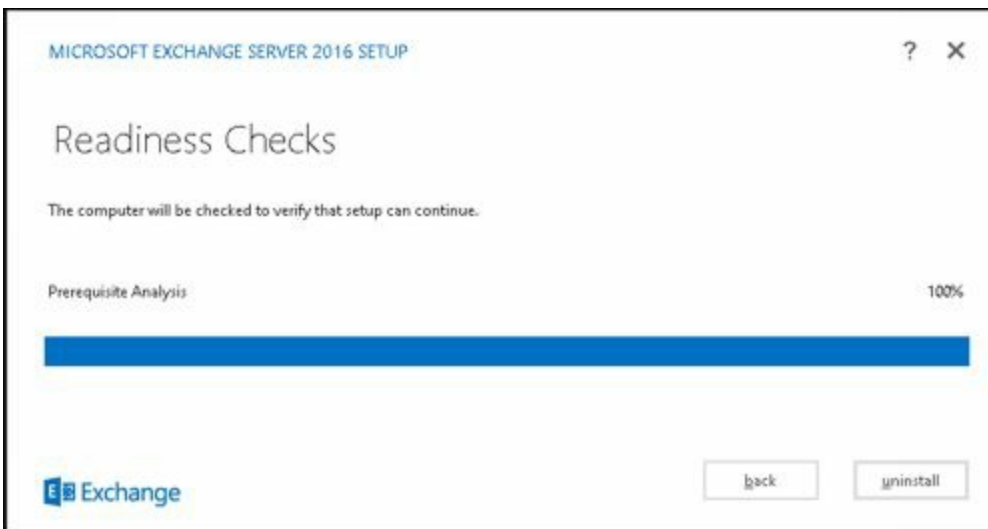 MICROSOFT EXCHANGE SERVER 2016 SETUP
? ✕
Readiness Checks
The computer will be checked to verify that setup can continue.
Prerequisite Analysis 100%
E Exchange
back uninstall